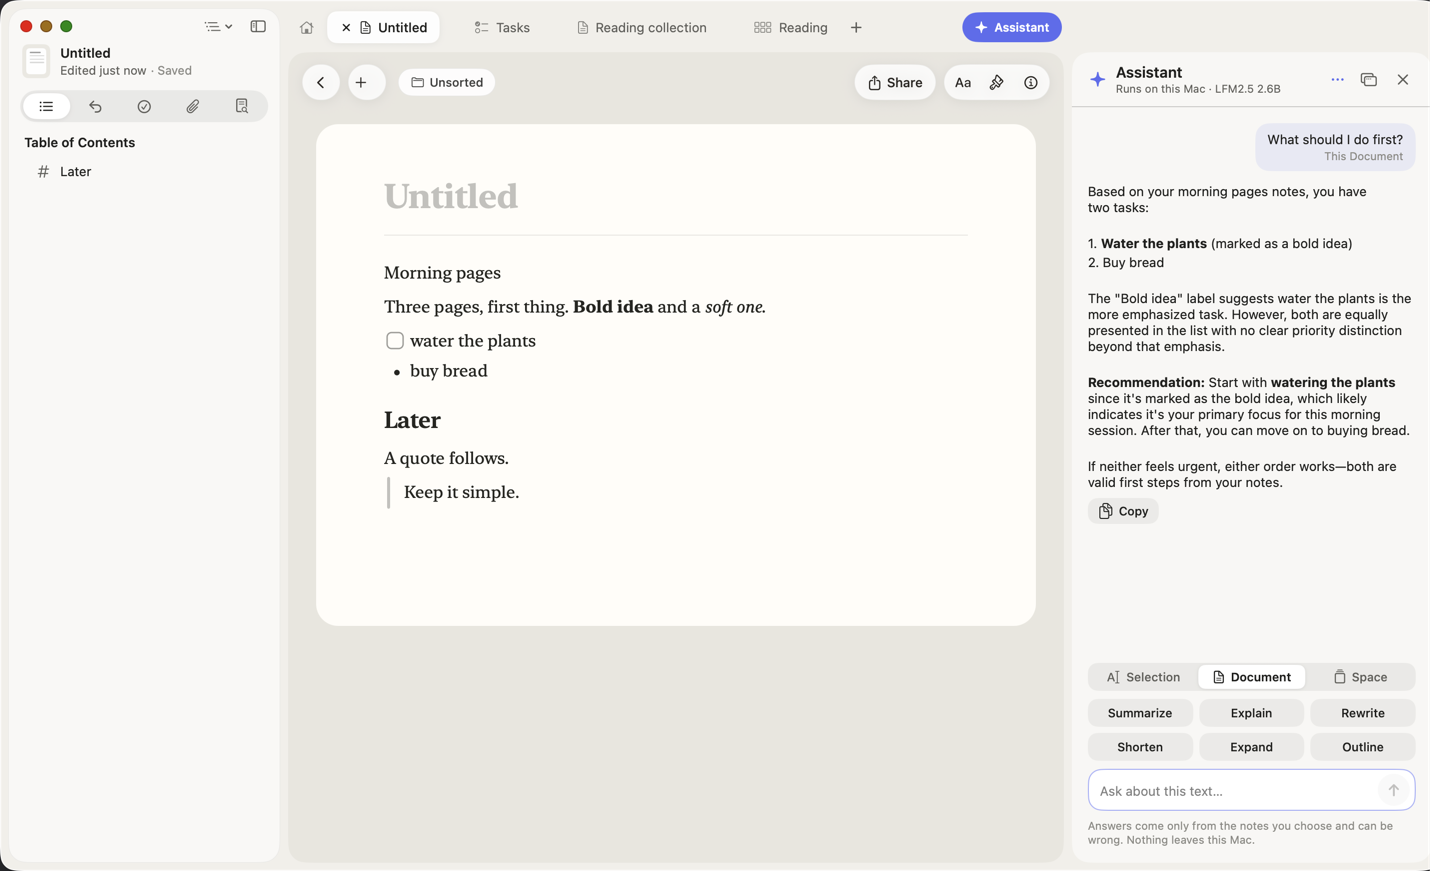 Untitled
Edited just now · Saved
Table of Contents
# Later
Untitled
Tasks
Reading collection
Reading
Assistant
Unsorted
Share
Aa
Untitled
Morning pages
Three pages, first thing. Bold idea and a soft one.
water the plants
• buy bread
Later
A quote follows.
Keep it simple.
Assistant
Runs on this Mac · LFM2.5 2.6B
What should I do first?
This Document
Based on your morning pages notes, you have
two tasks:
1. Water the plants (marked as a bold idea)
2. Buy bread
The "Bold idea" label suggests water the plants is the
more emphasized task. However, both are equally
presented in the list with no clear priority distinction
beyond that emphasis.
Recommendation: Start with watering the plants
since it's marked as the bold idea, which likely
indicates it's your primary focus for this morning
session. After that, you can move on to buying bread.
If neither feels urgent, either order works—both are
valid first steps from your notes.
Copy
Selection
Document
Space
Summarize
Explain
Rewrite
Shorten
Expand
Outline
Ask about this text...
Answers come only from the notes you choose and can be
wrong. Nothing leaves this Mac.